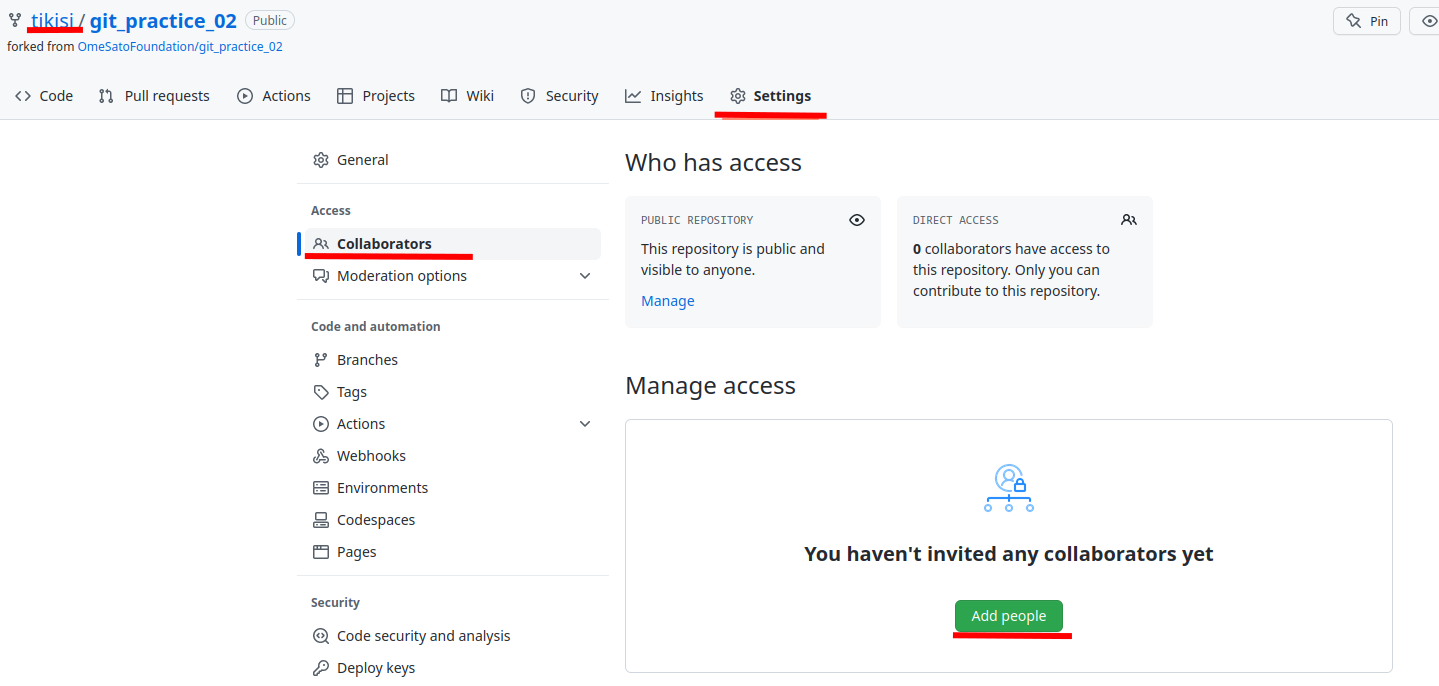 tikisi / git_practice_02 Public Pin
forked from OmeSatoFoundation/git_practice_02
Code Pull requests Actions Projects Wiki Security Insights Settings
General
Access
Collaborators
Moderation options
Code and automation
Branches
Tags
Actions
Webhooks
Environments
Codespaces
Pages
Security
Code security and analysis
Deploy keys
Who has access
PUBLIC REPOSITORY
This repository is public and
visible to anyone.
Manage
DIRECT ACCESS
0 collaborators have access to
this repository. Only you can
contribute to this repository.
Manage access
You haven't invited any collaborators yet
Add people